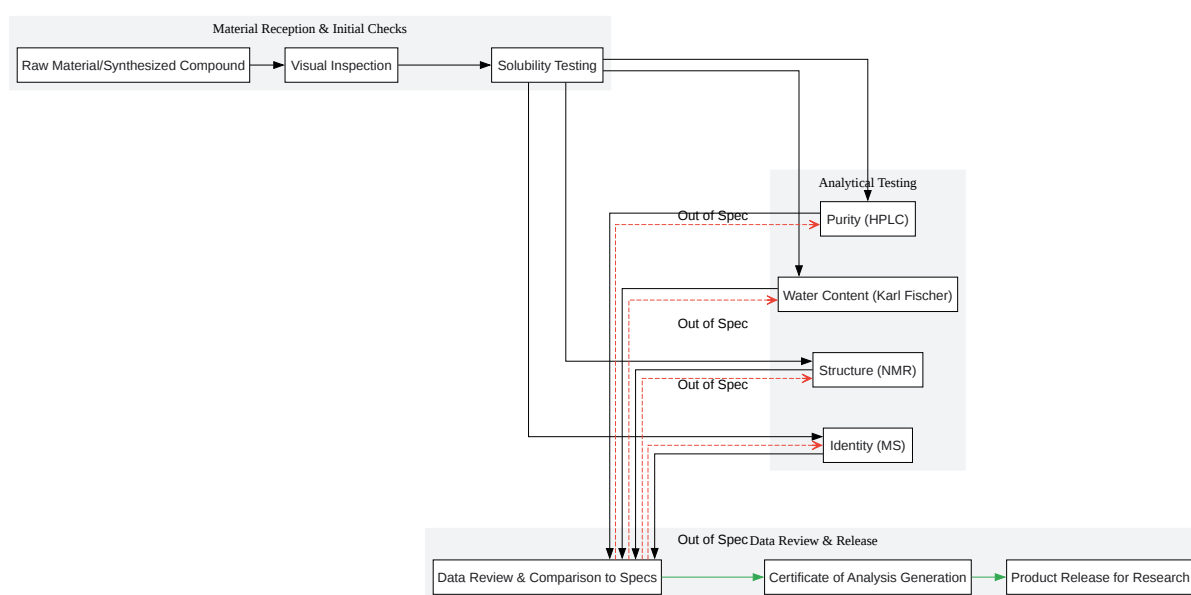 Material Reception & Initial Checks
Raw Material/Synthesized Compound
Visual Inspection
Solubility Testing
Analytical Testing
Out of Spec
Purity (HPLC)
Water Content (Karl Fischer)
Out of Spec
Structure (NMR)
Out of Spec
Identity (MS)
Out of Spec
Data Review & Release
Data Review & Comparison to Specs
Certificate of Analysis Generation
Product Release for Research